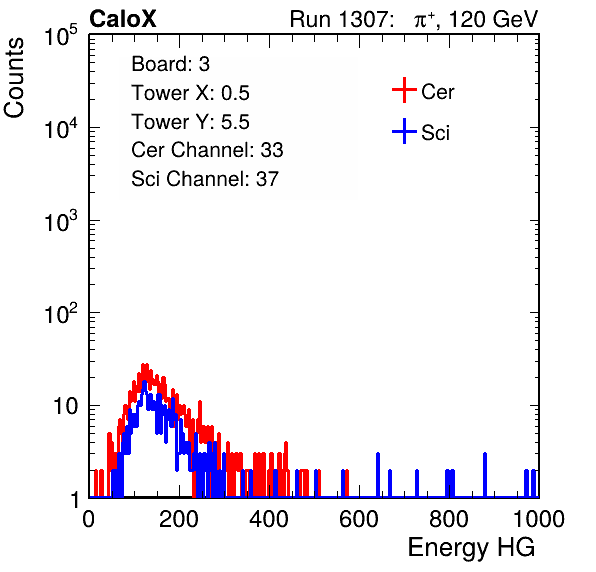 CaloX Run 1307: π⁺, 120 GeV
Counts
10⁵
10⁴
10³
10²
10
1
Board: 3
Tower X: 0.5
Tower Y: 5.5
Cer Channel: 33
Sci Channel: 37
Cer
Sci
0 200 400 600 800 1000
Energy HG